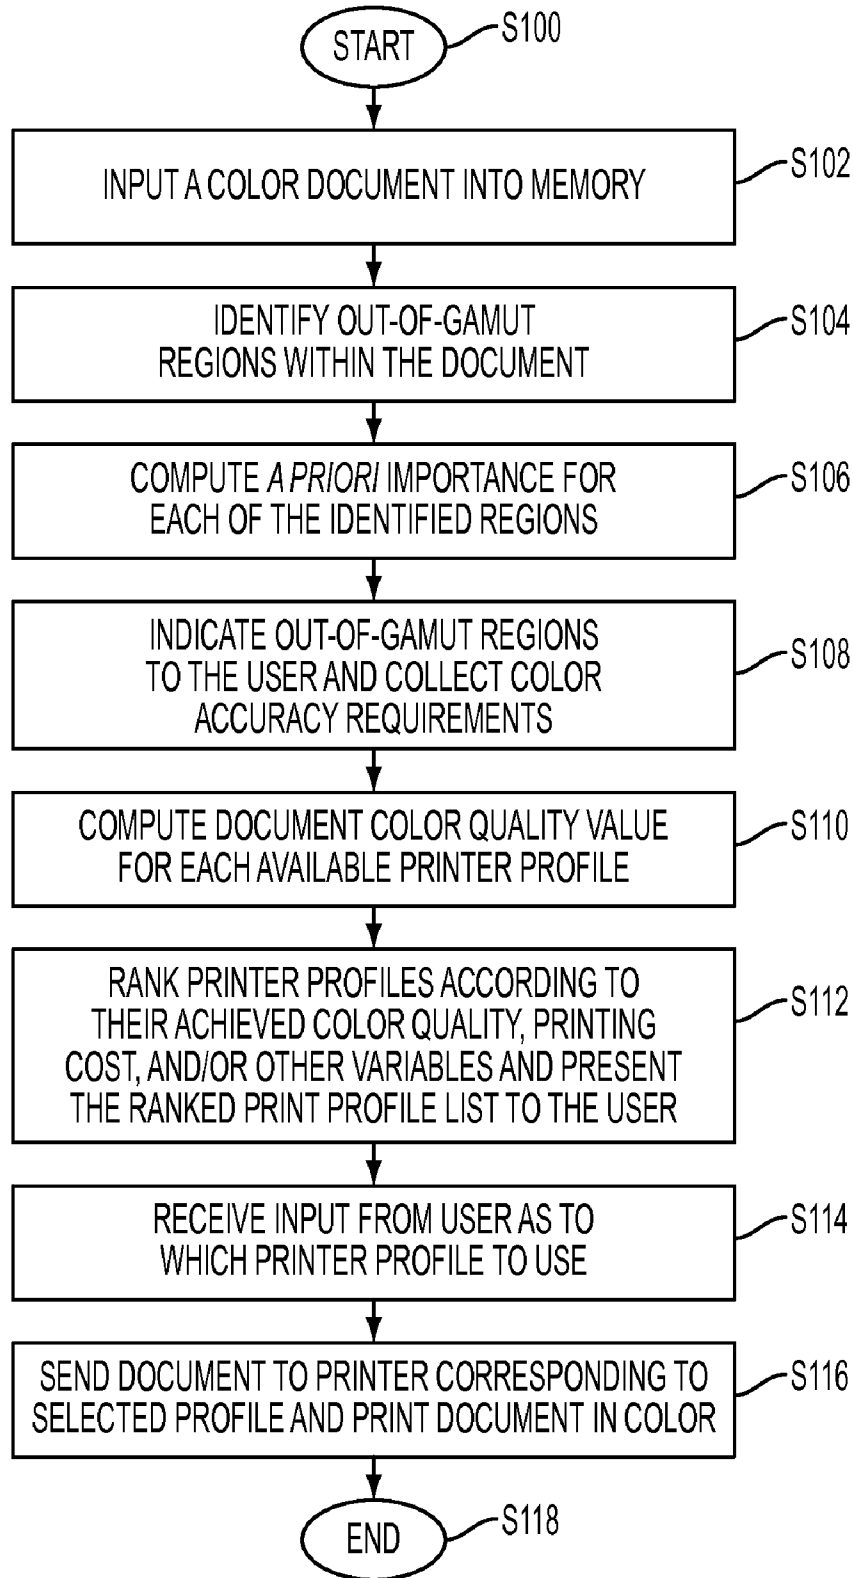 START
S100
INPUT A COLOR DOCUMENT INTO MEMORY
S102
IDENTIFY OUT-OF-GAMUT
REGIONS WITHIN THE DOCUMENT
S104
COMPUTE A PRIORI IMPORTANCE FOR
EACH OF THE IDENTIFIED REGIONS
S106
INDICATE OUT-OF-GAMUT REGIONS
TO THE USER AND COLLECT COLOR
ACCURACY REQUIREMENTS
S108
COMPUTE DOCUMENT COLOR QUALITY VALUE
FOR EACH AVAILABLE PRINTER PROFILE
S110
RANK PRINTER PROFILES ACCORDING TO
THEIR ACHIEVED COLOR QUALITY, PRINTING
COST, AND/OR OTHER VARIABLES AND PRESENT
THE RANKED PRINT PROFILE LIST TO THE USER
S112
RECEIVE INPUT FROM USER AS TO
WHICH PRINTER PROFILE TO USE
S114
SEND DOCUMENT TO PRINTER CORRESPONDING TO
SELECTED PROFILE AND PRINT DOCUMENT IN COLOR
S116
END
S118